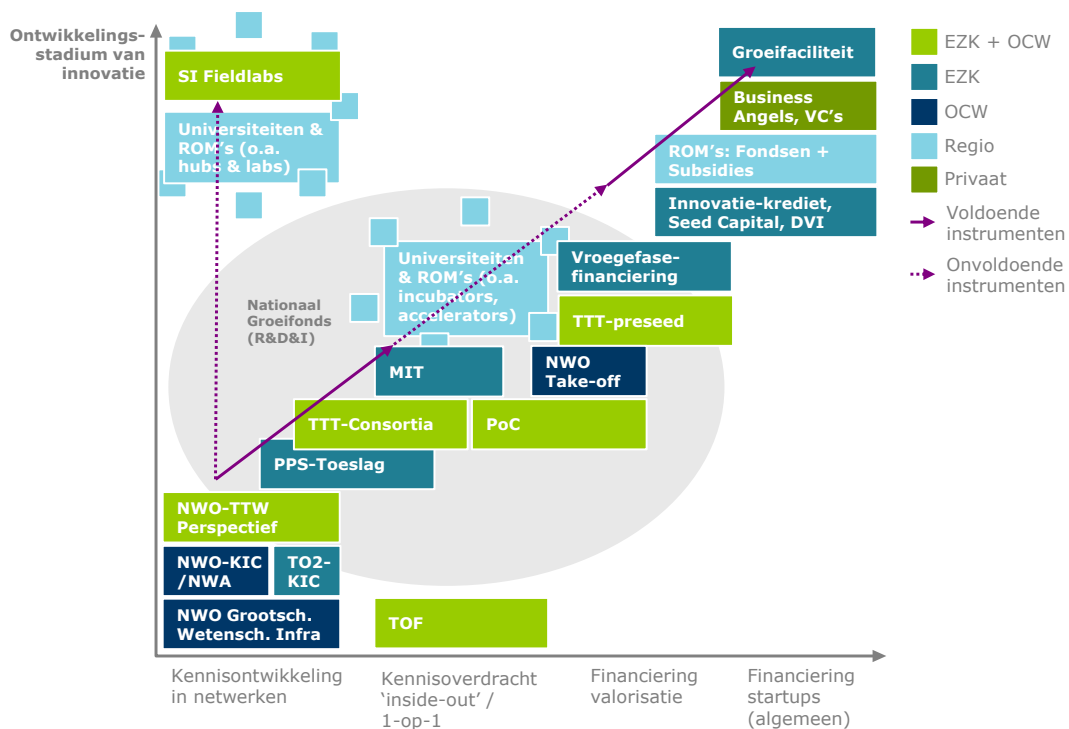 Ontwikkelings-
stadium van
innovatie
SI Fieldlabs
Universiteiten &
ROM's (o.a.
hubs & labs)
Groeifaciliteit
Business
Angels, VC's
ROM's: Fondsen +
Subsidies
Innovatie-krediet,
Seed Capital, DVI
Universiteiten
& ROM's (o.a.
incubators,
accelerators)
Vroegefase-
financiering
TTT-preseed
Nationaal
Groeifonds
(R&D&I)
MIT
NWO
Take-off
TTT-Consortia
PoC
PPS-Toeslag
NWO-TTW
Perspectief
NWO-KIC
/NWA
TO2-
KIC
NWO Grootsch.
Wetensch. Infra
TOF
Kennisontwikkeling
in netwerken
Kennisoverdracht
‘inside-out’ /
1-op-1
Financiering
valorisatie
Financiering
startups
(algemeen)
EZK + OCW
EZK
OCW
Regio
Privaat
Voldoende
instrumenten
Onvoldoende
instrumenten